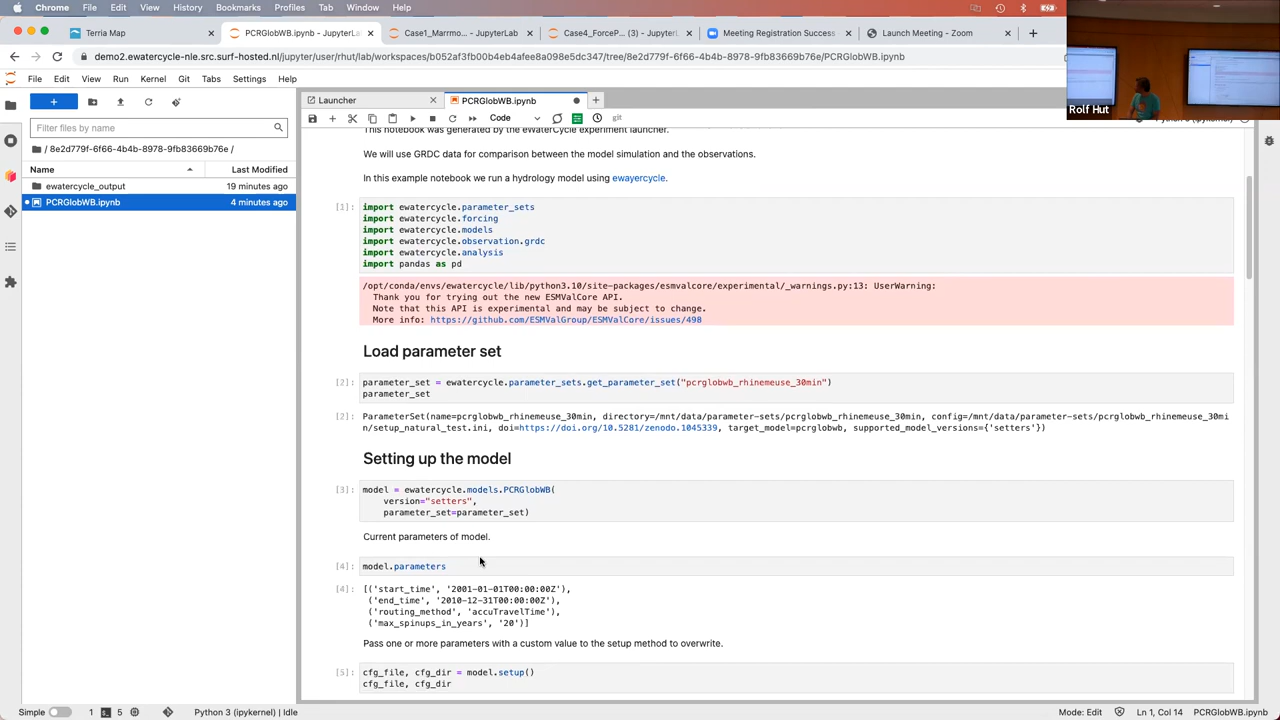 Chrome File Edit View History Bookmarks Profiles Tab Window Help
Terria Map
PCRGlobWB.ipynb - JupyterLa
Case1_Marrmo... - JupyterLab
Case4_ForceP... (3) - JupyterL
Meeting Registration Success
Launch Meeting - Zoom
demo2.ewatercycle-nle.src.surf-hosted.nl/jupyter/user/rhut/lab/workspaces/b052af3fb00b4eb4afee8a098e5dc347/tree/8e2d779f-6f66-4b4b-8978-9fb83669b76e/PCRGlobWB.ipynb
Rolf Hut
File Edit View Run Kernel Git Tabs Settings Help
Launcher
PCRGlobWB.ipynb
Code
git
Filter files by name
/ 8e2d779f-6f66-4b4b-8978-9fb83669b76e /
Name Last Modified
ewatercycle_output 19 minutes ago
PCRGlobWB.ipynb 4 minutes ago
This notebook was generated by the eWaterCycle experiment launcher.
We will use GRDC data for comparison between the model simulation and the observations.
In this example notebook we run a hydrology model using ewayercycle.
[1]: import ewatercycle.parameter_sets
import ewatercycle.forcing
import ewatercycle.models
import ewatercycle.observation.grdc
import ewatercycle.analysis
import pandas as pd
/opt/conda/envs/ewatercycle/lib/python3.10/site-packages/esmvalcore/experimental/_warnings.py:13: UserWarning:
Thank you for trying out the new ESMValCore API.
Note that this API is experimental and may be subject to change.
More info: https://github.com/ESMValGroup/ESMValCore/issues/498
Load parameter set
[2]: parameter_set = ewatercycle.parameter_sets.get_parameter_set("pcrglobwb_rhinemeuse_30min")
parameter_set
[2]: ParameterSet(name=pcrglobwb_rhinemeuse_30min, directory=/mnt/data/parameter-sets/pcrglobwb_rhinemeuse_30min, config=/mnt/data/parameter-sets/pcrglobwb_rhinemeuse_30mi
n/setup_natural_test.ini, doi=https://doi.org/10.5281/zenodo.1045339, target_model=pcrglobwb, supported_model_versions={'setters'})
Setting up the model
[3]: model = ewatercycle.models.PCRGlobWB(
version="setters",
parameter_set=parameter_set)
Current parameters of model.
[4]: model.parameters
[4]: [('start_time', '2001-01-01T00:00:00Z'),
('end_time', '2010-12-31T00:00:00Z'),
('routing_method', 'accuTravelTime'),
('max_spinups_in_years', '20')]
Pass one or more parameters with a custom value to the setup method to overwrite.
[5]: cfg_file, cfg_dir = model.setup()
cfg_file, cfg_dir
Simple 1 5 Python 3 (ipykernel) | Idle Mode: Edit Ln 1, Col 14 PCRGlobWB.ipynb